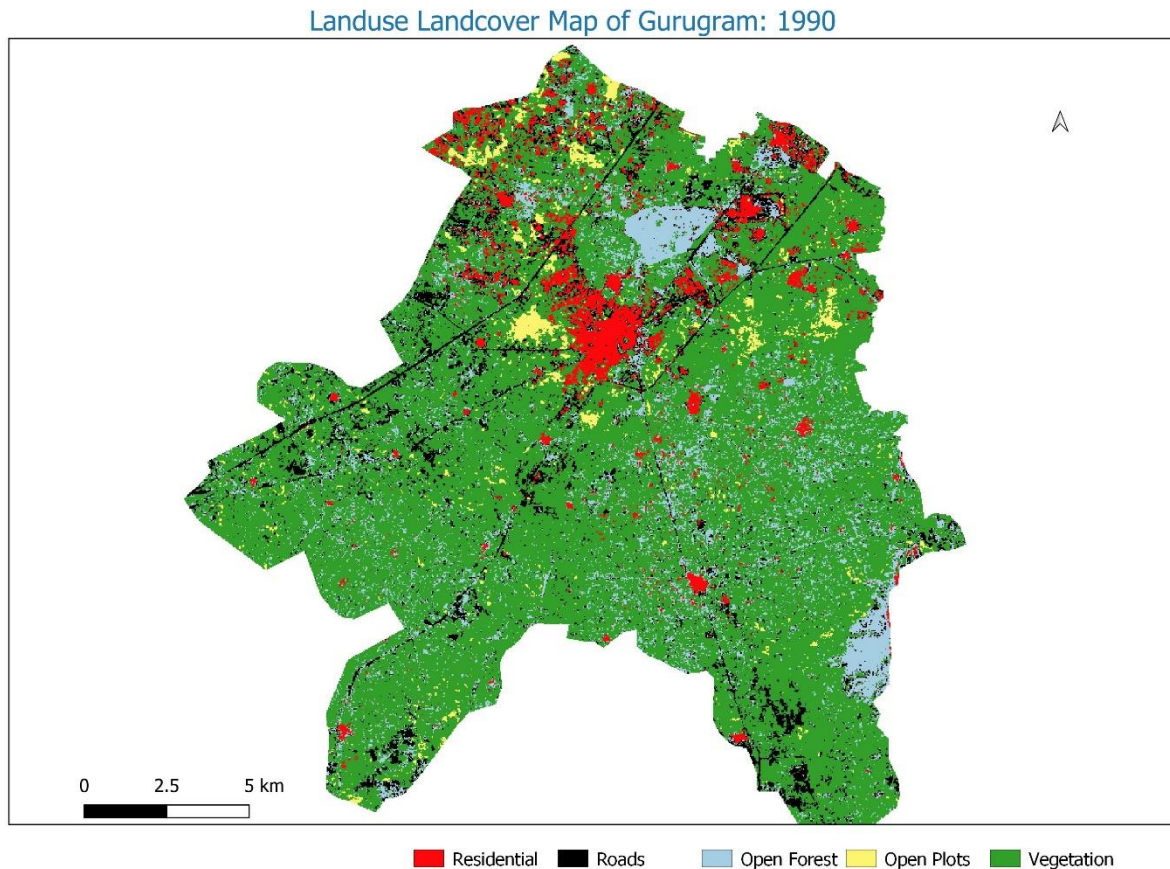 Landuse Landcover Map of Gurugram: 1990
0 2.5 5 km
Residential Roads Open Forest Open Plots Vegetation